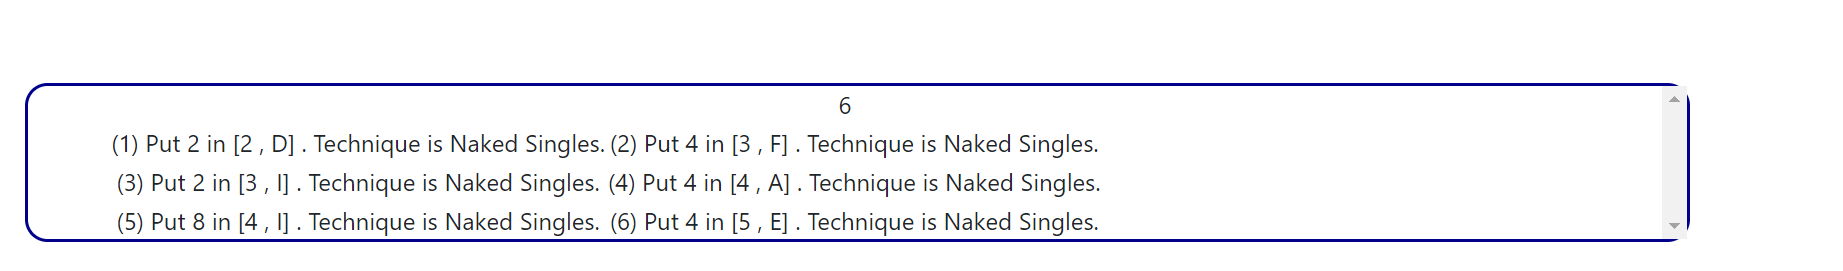 6
(1) Put 2 in [2 , D] . Technique is Naked Singles. (2) Put 4 in [3 , F] . Technique is Naked Singles.
(3) Put 2 in [3 , I] . Technique is Naked Singles. (4) Put 4 in [4 , A] . Technique is Naked Singles.
(5) Put 8 in [4 , I] . Technique is Naked Singles. (6) Put 4 in [5 , E] . Technique is Naked Singles.